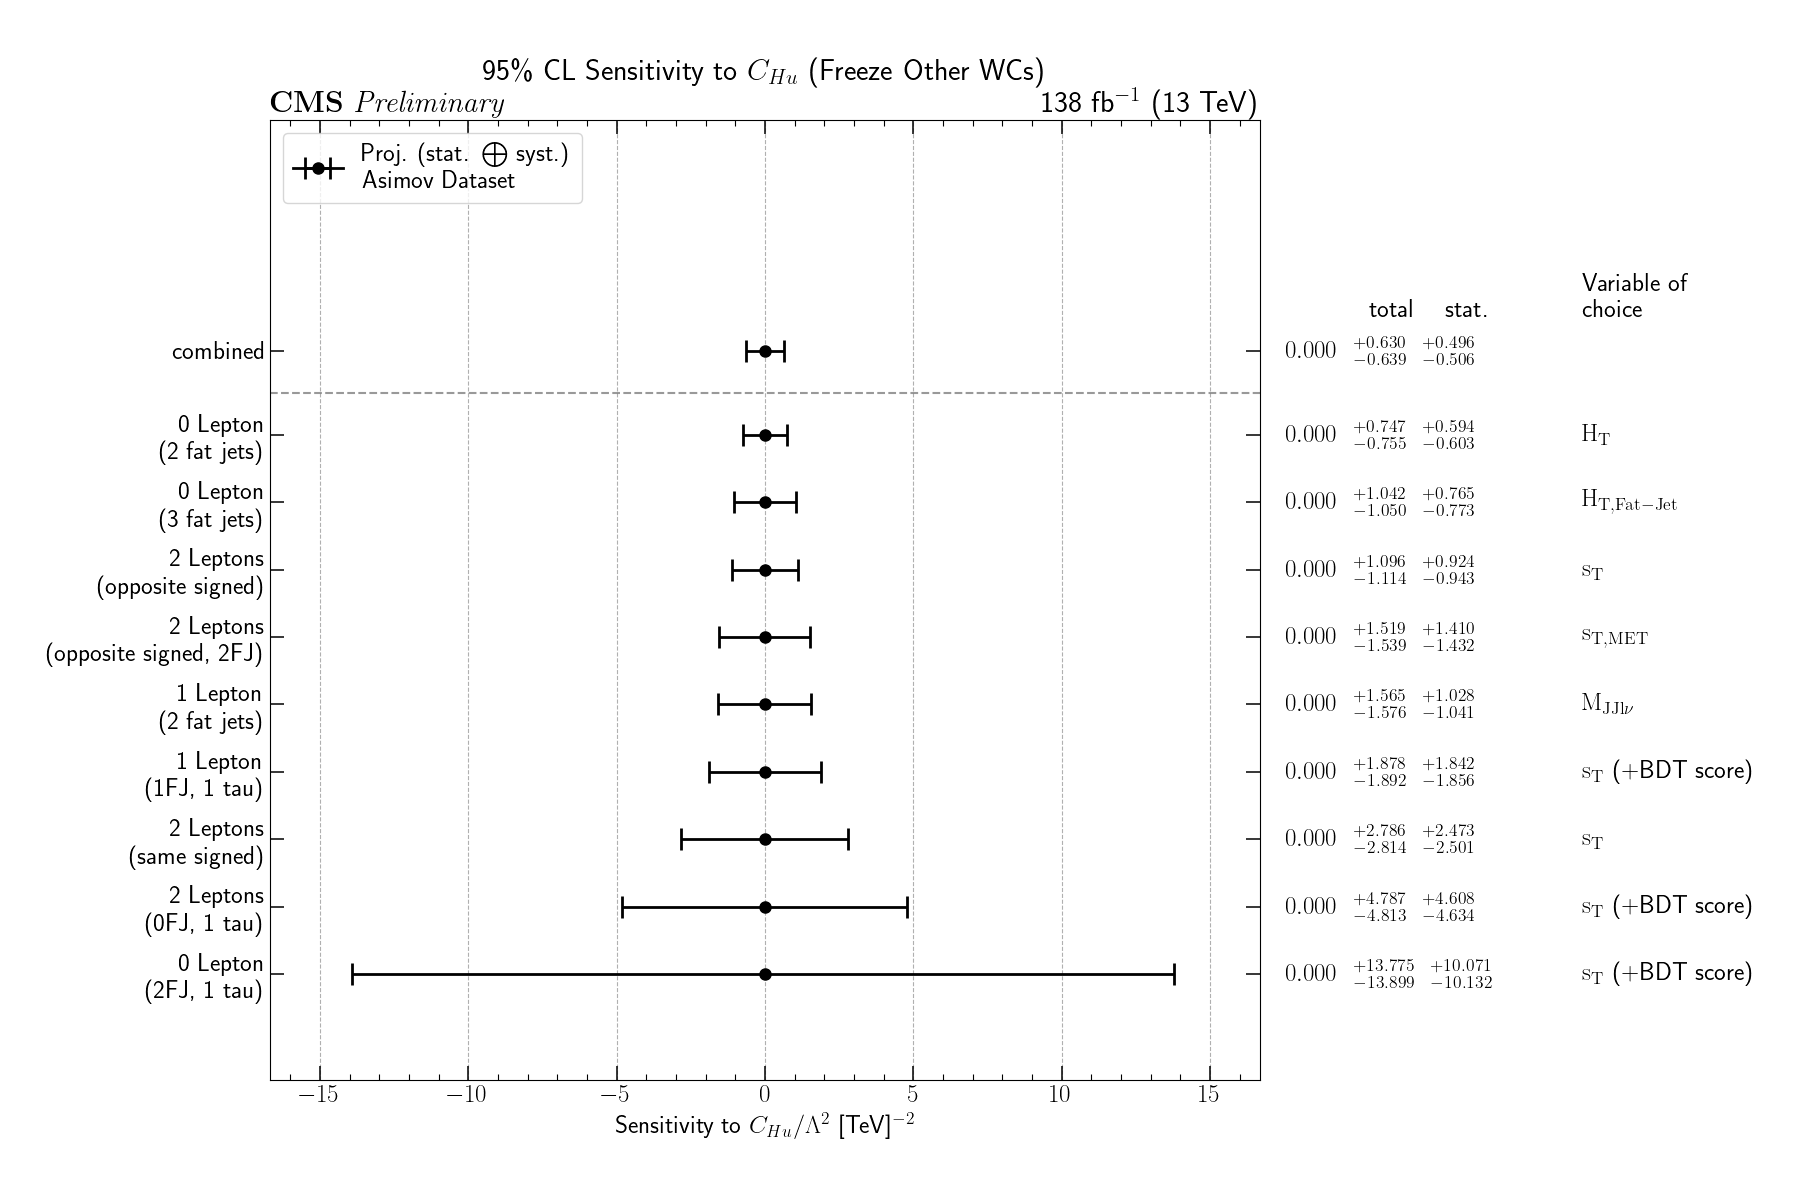 95% CL Sensitivity to C_{Hu} (Freeze Other WCs)
CMS Preliminary 138 fb^{−1} (13 TeV)
Proj. (stat. ⊕ syst.)
Asimov Dataset
Variable of
total stat. choice
combined 0.000 +0.630 −0.639 +0.496 −0.506
0 Lepton
(2 fat jets) 0.000 +0.747 −0.755 +0.594 −0.603 H_T
0 Lepton
(3 fat jets) 0.000 +1.042 −1.050 +0.765 −0.773 H_{T,Fat−Jet}
2 Leptons
(opposite signed) 0.000 +1.096 −1.114 +0.924 −0.943 s_T
2 Leptons
(opposite signed, 2FJ) 0.000 +1.519 −1.539 +1.410 −1.432 s_{T,MET}
1 Lepton
(2 fat jets) 0.000 +1.565 −1.576 +1.028 −1.041 M_{JJlν}
1 Lepton
(1FJ, 1 tau) 0.000 +1.878 −1.892 +1.842 −1.856 s_T (+BDT score)
2 Leptons
(same signed) 0.000 +2.786 −2.814 +2.473 −2.501 s_T
2 Leptons
(0FJ, 1 tau) 0.000 +4.787 −4.813 +4.608 −4.634 s_T (+BDT score)
0 Lepton
(2FJ, 1 tau) 0.000 +13.775 −13.899 +10.071 −10.132 s_T (+BDT score)
−15 −10 −5 0 5 10 15
Sensitivity to C_{Hu}/Λ^2 [TeV]^{−2}